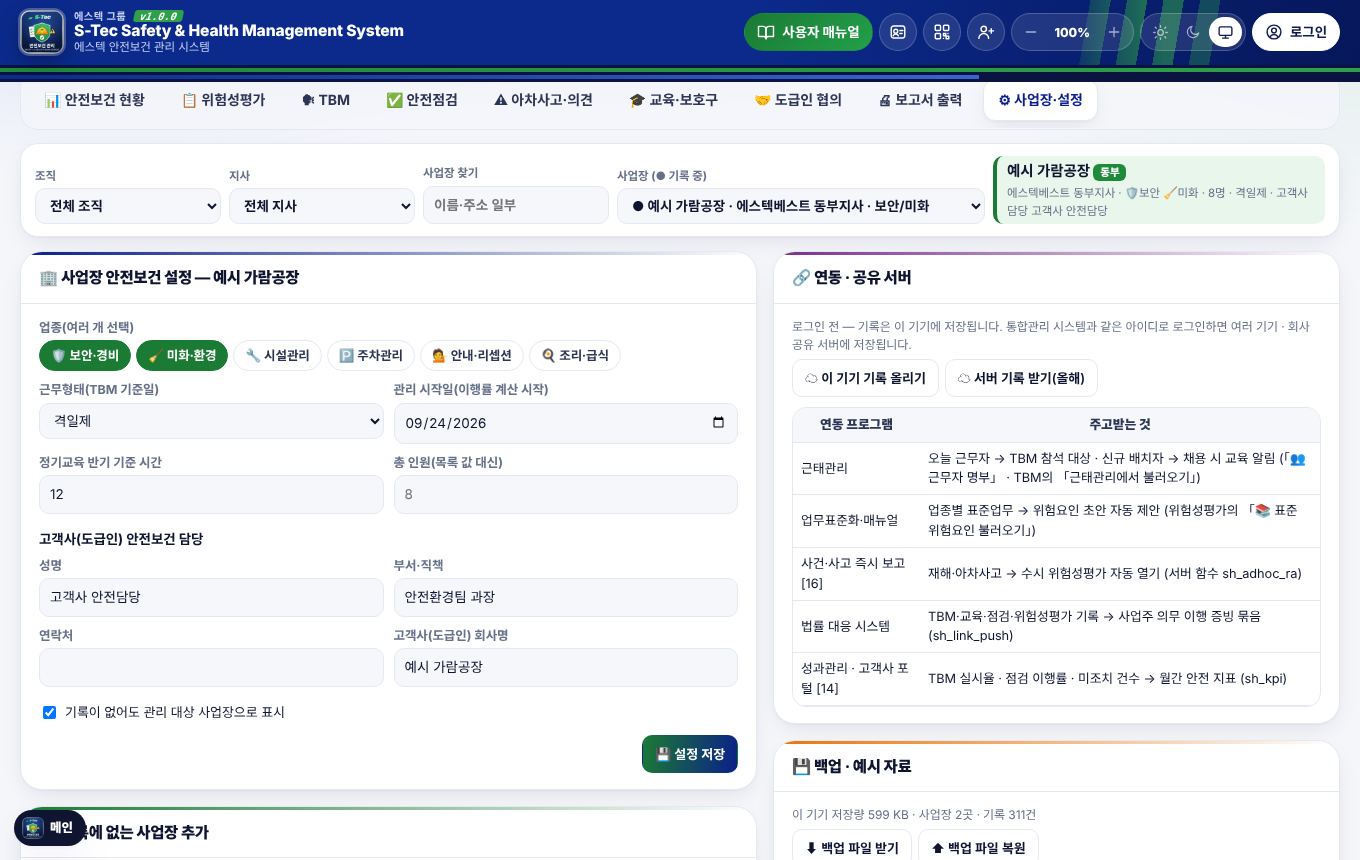 에스텍 그룹 v1.0.0
S-Tec Safety & Health Management System
에스텍 안전보건 관리 시스템
사용자 매뉴얼
100%
로그인
📊 안전보건 현황
📋 위험성평가
🗣 TBM
✅ 안전점검
⚠ 아차사고·의견
🎓 교육·보호구
🤝 도급인 협의
🖨 보고서 출력
⚙ 사업장·설정
조직
전체 조직
지사
전체 지사
사업장 찾기
이름·주소 일부
사업장 (● 기록 중)
● 예시 가람공장 · 에스텍베스트 동부지사 · 보안/미화
예시 가람공장 동부
에스텍베스트 동부지사 · 🛡️보안 🧹미화 · 8명 · 격일제 · 고객사
담당 고객사 안전담당
🏢 사업장 안전보건 설정 — 예시 가람공장
업종(여러 개 선택)
🛡️ 보안·경비
🧹 미화·환경
🔧 시설관리
🅿️ 주차관리
💁 안내·리셉션
🍳 조리·급식
근무형태(TBM 기준일)
격일제
관리 시작일(이행률 계산 시작)
09/24/2026
정기교육 반기 기준 시간
12
총 인원(목록 값 대신)
8
고객사(도급인) 안전보건 담당
성명
고객사 안전담당
부서·직책
안전환경팀 과장
연락처
고객사(도급인) 회사명
예시 가람공장
기록이 없어도 관리 대상 사업장으로 표시
💾 설정 저장
에 없는 사업장 추가
메인
🔗 연동 · 공유 서버
로그인 전 — 기록은 이 기기에 저장됩니다. 통합관리 시스템과 같은 아이디로 로그인하면 여러 기기 · 회사
공유 서버에 저장됩니다.
☁ 이 기기 기록 올리기
☁ 서버 기록 받기(올해)
연동 프로그램
주고받는 것
근태관리
오늘 근무자 → TBM 참석 대상 · 신규 배치자 → 채용 시 교육 알림 (「👥
근무자 명부」 · TBM의 「근태관리에서 불러오기」)
업무표준화·매뉴얼
업종별 표준업무 → 위험요인 초안 자동 제안 (위험성평가의 「📚 표준
위험요인 불러오기」)
사건·사고 즉시 보고
[16]
재해·아차사고 → 수시 위험성평가 자동 열기 (서버 함수 sh_adhoc_ra)
법률 대응 시스템
TBM·교육·점검·위험성평가 기록 → 사업주 의무 이행 증빙 묶음
(sh_link_push)
성과관리 · 고객사 포
털 [14]
TBM 실시율 · 점검 이행률 · 미조치 건수 → 월간 안전 지표 (sh_kpi)
💾 백업 · 예시 자료
이 기기 저장량 599 KB · 사업장 2곳 · 기록 311건
⬇ 백업 파일 받기
⬆ 백업 파일 복원